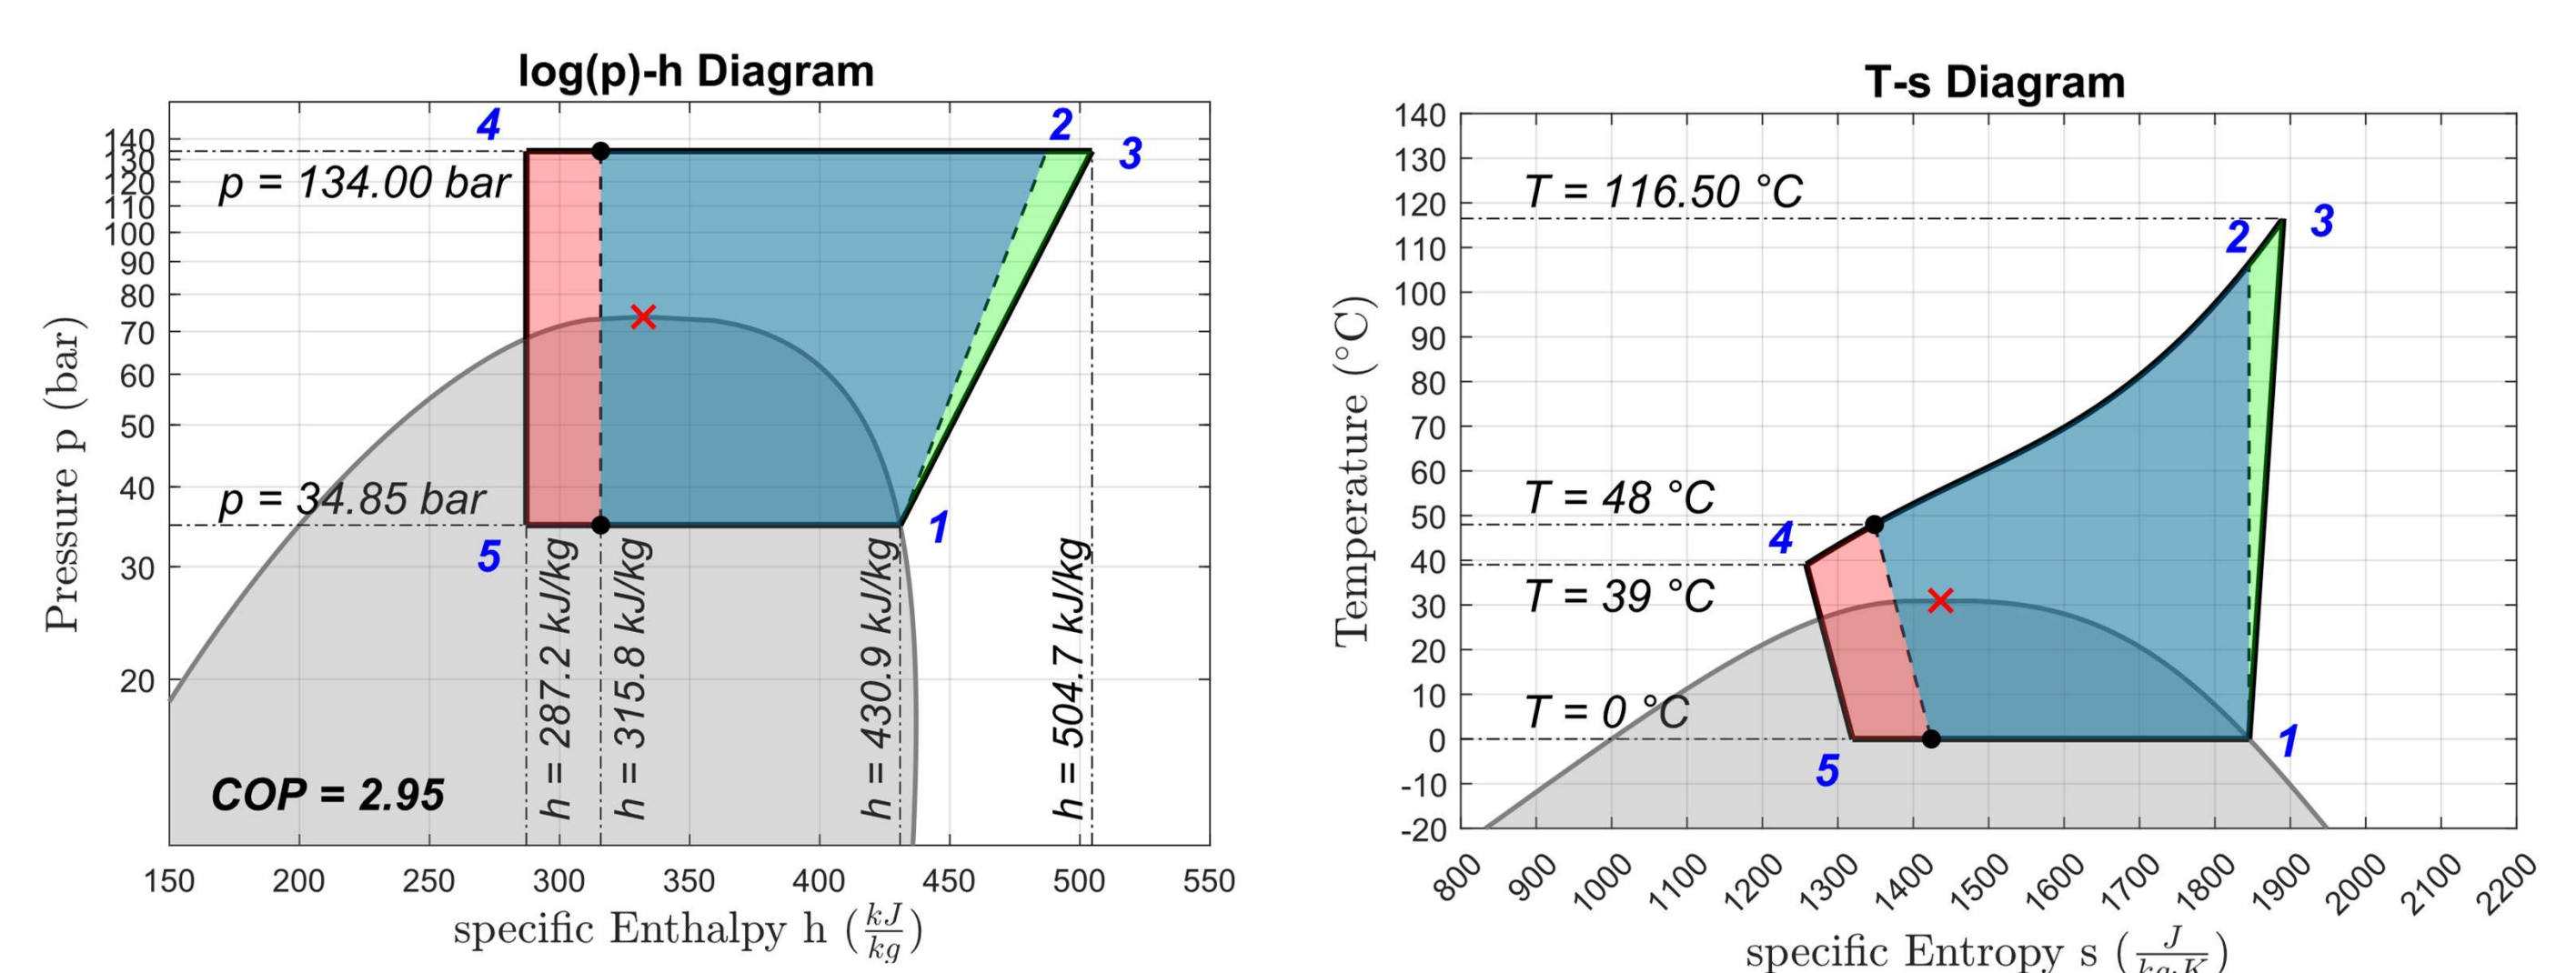 log(p)-h Diagram
4
2
3
140
130
120
110
100
90
80
70
60
50
40
30
20
p = 134.00 bar
p = 34.85 bar
1
5
h = 287.2 kJ/kg
h = 315.8 kJ/kg
h = 430.9 kJ/kg
h = 504.7 kJ/kg
COP = 2.95
Pressure p (bar)
150 200 250 300 350 400 450 500 550
specific Enthalpy h (kJ/kg)
T-s Diagram
140
130
120
110
100
90
80
70
60
50
40
30
20
10
0
-10
-20
T = 116.50 °C
2
3
T = 48 °C
4
T = 39 °C
T = 0 °C
1
5
Temperature (°C)
800 900 1000 1100 1200 1300 1400 1500 1600 1700 1800 1900 2000 2100 2200
specific Entropy s (J/kg·K)